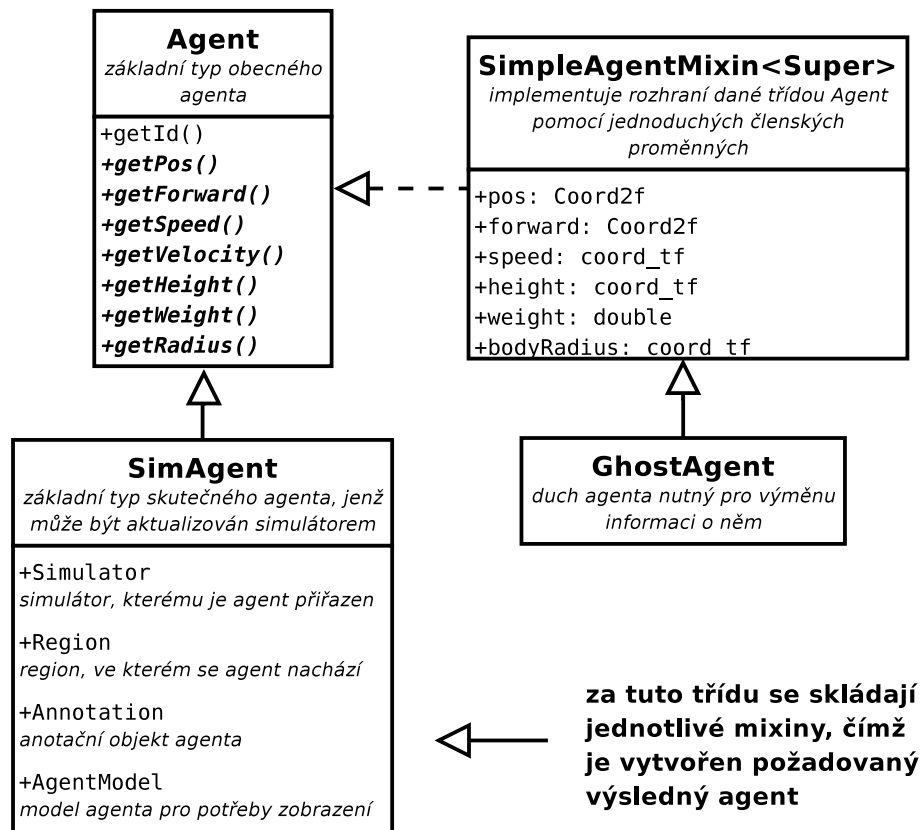 Agent
základní typ obecného
agenta
+getId()
+getPos()
+getForward()
+getSpeed()
+getVelocity()
+getHeight()
+getWeight()
+getRadius()
SimpleAgentMixin<Super>
implementuje rozhraní dané třídou Agent
pomocí jednoduchých členských
proměnných
+pos: Coord2f
+forward: Coord2f
+speed: coord_tf
+height: coord_tf
+weight: double
+bodyRadius: coord_tf
SimAgent
základní typ skutečného agenta, jenž
může být aktualizován simulátorem
+Simulator
simulátor, kterému je agent přiřazen
+Region
region, ve kterém se agent nachází
+Annotation
anotační objekt agenta
+AgentModel
model agenta pro potřeby zobrazení
GhostAgent
duch agenta nutný pro výměnu
informaci o něm
za tuto třídu se skládají
jednotlivé mixiny, čímž
je vytvořen požadovaný
výsledný agent